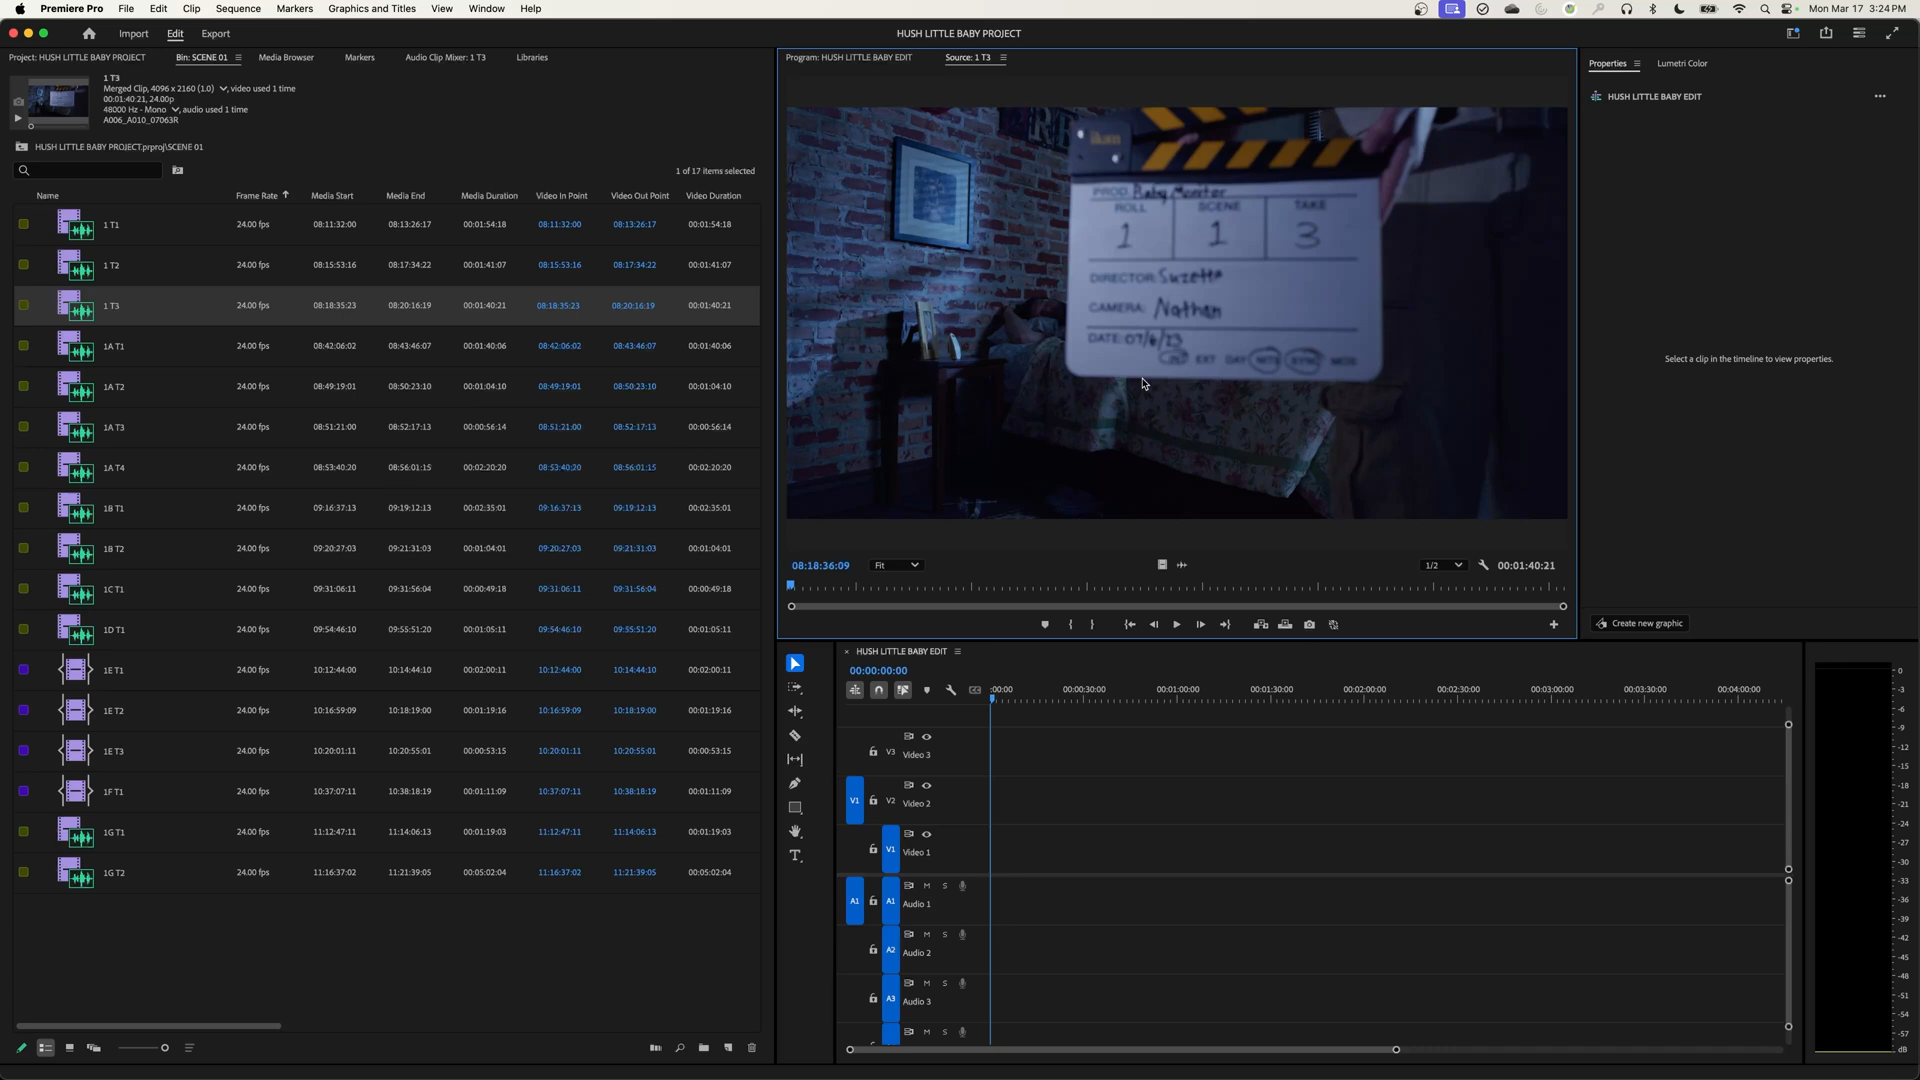 Premiere Pro File Edit Clip Sequence Markers Graphics and Titles View Window Help Mon Mar 17 3:24 PM
Import Edit Export HUSH LITTLE BABY PROJECT
Project: HUSH LITTLE BABY PROJECT Bin: SCENE 01 Media Browser Markers Audio Clip Mixer: 1 T3 Libraries
1 T3
Merged Clip, 4096 x 2160 (1.0) , video used 1 time
00:01:40:21, 24.00p
48000 Hz - Mono , audio used 1 time
A006_A010_07063R
HUSH LITTLE BABY PROJECT.prproj\SCENE 01
1 of 17 items selected
Name Frame Rate Media Start Media End Media Duration Video In Point Video Out Point Video Duration
1 T1 24.00 fps 08:11:32:00 08:13:26:17 00:01:54:18 08:11:32:00 08:13:26:17 00:01:54:18
1 T2 24.00 fps 08:15:53:16 08:17:34:22 00:01:41:07 08:15:53:16 08:17:34:22 00:01:41:07
1 T3 24.00 fps 08:18:35:23 08:20:16:19 00:01:40:21 08:18:35:23 08:20:16:19 00:01:40:21
1A T1 24.00 fps 08:42:06:02 08:43:46:07 00:01:40:06 08:42:06:02 08:43:46:07 00:01:40:06
1A T2 24.00 fps 08:49:19:01 08:50:23:10 00:01:04:10 08:49:19:01 08:50:23:10 00:01:04:10
1A T3 24.00 fps 08:51:21:00 08:52:17:13 00:00:56:14 08:51:21:00 08:52:17:13 00:00:56:14
1A T4 24.00 fps 08:53:40:20 08:56:01:15 00:02:20:20 08:53:40:20 08:56:01:15 00:02:20:20
1B T1 24.00 fps 09:16:37:13 09:19:12:13 00:02:35:01 09:16:37:13 09:19:12:13 00:02:35:01
1B T2 24.00 fps 09:20:27:03 09:21:31:03 00:01:04:01 09:20:27:03 09:21:31:03 00:01:04:01
1C T1 24.00 fps 09:31:06:11 09:31:56:04 00:00:49:18 09:31:06:11 09:31:56:04 00:00:49:18
1D T1 24.00 fps 09:54:46:10 09:55:51:20 00:01:05:11 09:54:46:10 09:55:51:20 00:01:05:11
1E T1 24.00 fps 10:12:44:00 10:14:44:10 00:02:00:11 10:12:44:00 10:14:44:10 00:02:00:11
1E T2 24.00 fps 10:16:59:09 10:18:19:00 00:01:19:16 10:16:59:09 10:18:19:00 00:01:19:16
1E T3 24.00 fps 10:20:01:11 10:20:55:01 00:00:53:15 10:20:01:11 10:20:55:01 00:00:53:15
1F T1 24.00 fps 10:37:07:11 10:38:18:19 00:01:11:09 10:37:07:11 10:38:18:19 00:01:11:09
1G T1 24.00 fps 11:12:47:11 11:14:06:13 00:01:19:03 11:12:47:11 11:14:06:13 00:01:19:03
1G T2 24.00 fps 11:16:37:02 11:21:39:05 00:05:02:04 11:16:37:02 11:21:39:05 00:05:02:04
Program: HUSH LITTLE BABY EDIT Source: 1 T3
PROD. Baby Monitor
ROLL SCENE TAKE
1 1 3
DIRECTOR: Suzette
CAMERA: Nathan
DATE: 07/6/23
INT EXT DAY NITE SYNC MOS
08:18:36:09 Fit 1/2 00:01:40:21
Properties Lumetri Color
HUSH LITTLE BABY EDIT
Select a clip in the timeline to view properties.
Create new graphic
HUSH LITTLE BABY EDIT
00:00:00:00
:00:00 00:00:30:00 00:01:00:00 00:01:30:00 00:02:00:00 00:02:30:00 00:03:00:00 00:03:30:00 00:04:00:00
V3 Video 3
V1 V2 Video 2
V1 Video 1
M S
A1 A1 Audio 1
M S
A2 Audio 2
M S
A3 Audio 3
M S
0
-3
-6
-9
-12
-15
-18
-21
-24
-27
-30
-33
-36
-39
-42
-45
-48
-51
-54
-57
dB